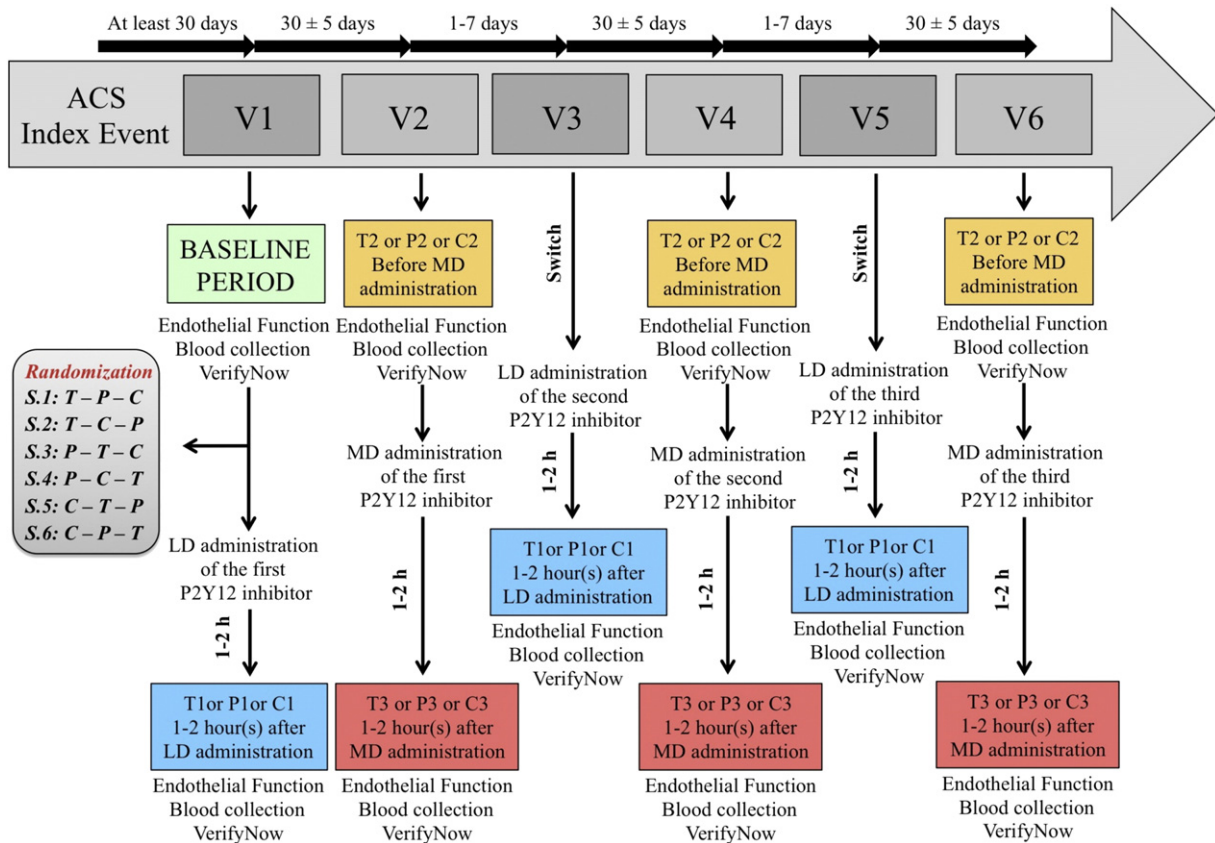 At least 30 days
30 ± 5 days
1-7 days
30 ± 5 days
1-7 days
30 ± 5 days
ACS
Index Event
V1
V2
V3
V4
V5
V6
BASELINE
PERIOD
Endothelial Function
Blood collection
VerifyNow
Randomization
S.1: T – P – C
S.2: T – C – P
S.3: P – T – C
S.4: P – C – T
S.5: C – T – P
S.6: C – P – T
LD administration
of the first
P2Y12 inhibitor
1-2 h
T1or P1or C1
1-2 hour(s) after
LD administration
Endothelial Function
Blood collection
VerifyNow
T2 or P2 or C2
Before MD
administration
Endothelial Function
Blood collection
VerifyNow
MD administration
of the first
P2Y12 inhibitor
1-2 h
T3 or P3 or C3
1-2 hour(s) after
MD administration
Endothelial Function
Blood collection
VerifyNow
Switch
LD administration
of the second
P2Y12 inhibitor
1-2 h
T1or P1or C1
1-2 hour(s) after
LD administration
Endothelial Function
Blood collection
VerifyNow
T2 or P2 or C2
Before MD
administration
Endothelial Function
Blood collection
VerifyNow
MD administration
of the second
P2Y12 inhibitor
1-2 h
T3 or P3 or C3
1-2 hour(s) after
MD administration
Endothelial Function
Blood collection
VerifyNow
Switch
LD administration
of the third
P2Y12 inhibitor
1-2 h
T1or P1or C1
1-2 hour(s) after
LD administration
Endothelial Function
Blood collection
VerifyNow
T2 or P2 or C2
Before MD
administration
Endothelial Function
Blood collection
VerifyNow
MD administration
of the third
P2Y12 inhibitor
1-2 h
T3 or P3 or C3
1-2 hour(s) after
MD administration
Endothelial Function
Blood collection
VerifyNow